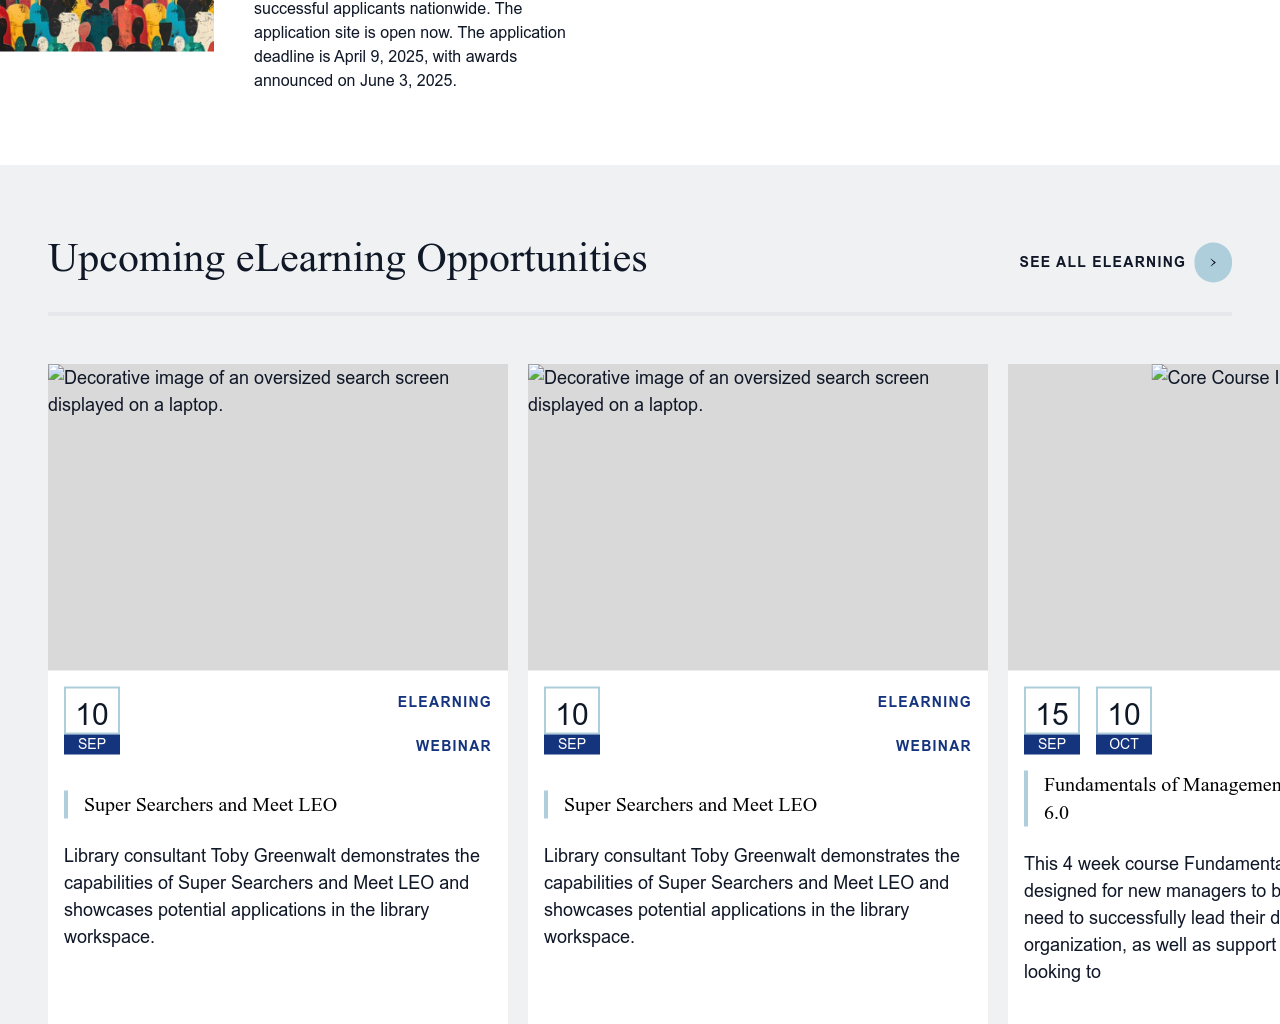 successful applicants nationwide. The
application site is open now. The application
deadline is April 9, 2025, with awards
announced on June 3, 2025.
Upcoming eLearning Opportunities
SEE ALL ELEARNING
Decorative image of an oversized search screen
displayed on a laptop.
10
SEP
ELEARNING
WEBINAR
Super Searchers and Meet LEO
Library consultant Toby Greenwalt demonstrates the
capabilities of Super Searchers and Meet LEO and
showcases potential applications in the library
workspace.
Decorative image of an oversized search screen
displayed on a laptop.
10
SEP
ELEARNING
WEBINAR
Super Searchers and Meet LEO
Library consultant Toby Greenwalt demonstrates the
capabilities of Super Searchers and Meet LEO and
showcases potential applications in the library
workspace.
Core Course
15
SEP
10
OCT
Fundamentals of
6.0
This 4 week course
designed for new managers to
need to successfully lead their
organization, as well as support
looking to